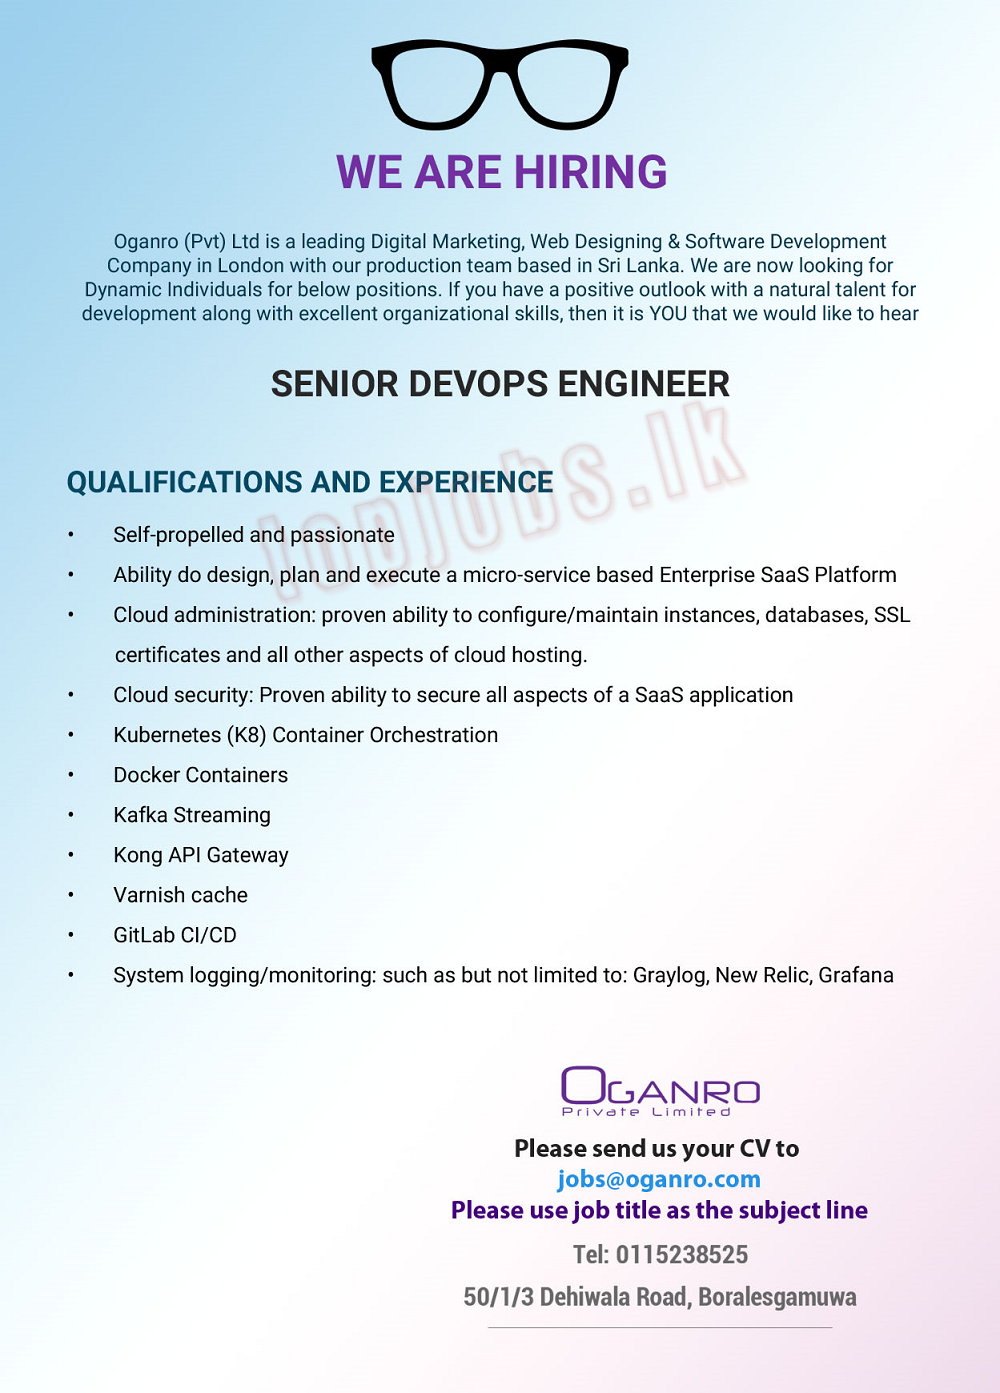 WE ARE HIRING
Oganro (Pvt) Ltd is a leading Digital Marketing, Web Designing & Software Development
Company in London with our production team based in Sri Lanka. We are now looking for
Dynamic Individuals for below positions. If you have a positive outlook with a natural talent for
development along with excellent organizational skills, then it is YOU that we would like to hear
SENIOR DEVOPS ENGINEER
topjobs.lk
QUALIFICATIONS AND EXPERIENCE
• Self-propelled and passionate
• Ability do design, plan and execute a micro-service based Enterprise SaaS Platform
• Cloud administration: proven ability to configure/maintain instances, databases, SSL
certificates and all other aspects of cloud hosting.
• Cloud security: Proven ability to secure all aspects of a SaaS application
• Kubernetes (K8) Container Orchestration
• Docker Containers
• Kafka Streaming
• Kong API Gateway
• Varnish cache
• GitLab CI/CD
• System logging/monitoring: such as but not limited to: Graylog, New Relic, Grafana
OGANRO
Private Limited
Please send us your CV to
jobs@oganro.com
Please use job title as the subject line
Tel: 0115238525
50/1/3 Dehiwala Road, Boralesgamuwa